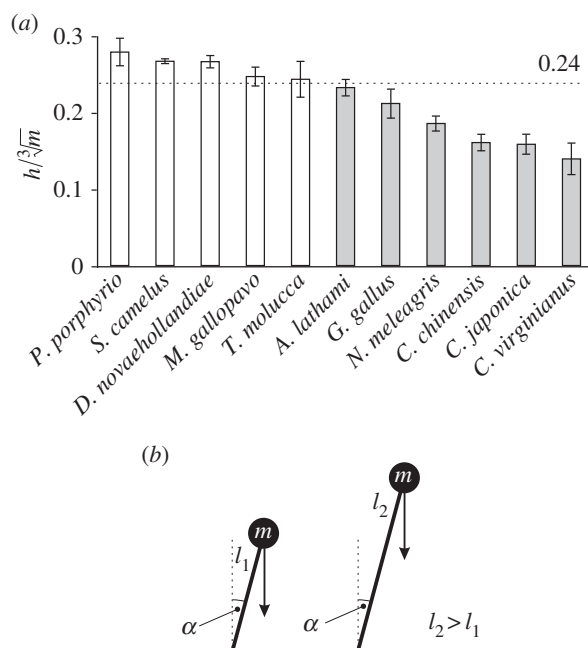 (a)
0.3
0.24
0.2
0.1
0
h/∛m
P. porphyrio
S. camelus
D. novaehollandiae
M. gallopavo
T. molucca
A. lathami
G. gallus
N. meleagris
C. chinensis
C. japonica
C. virginianus
(b)
m
l₁
α
m
l₂
α
l₂ > l₁